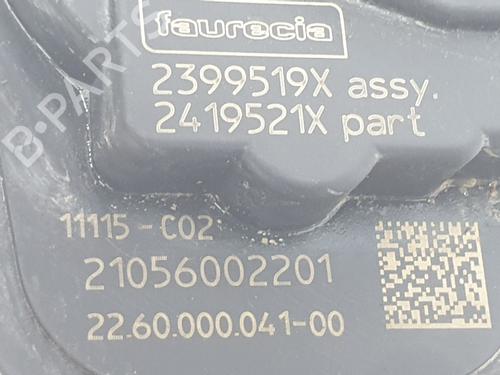 faurecia
2399519X assy.
2419521X part
B-PARTS
11115-C02
21056002201
22.60.000.041-00